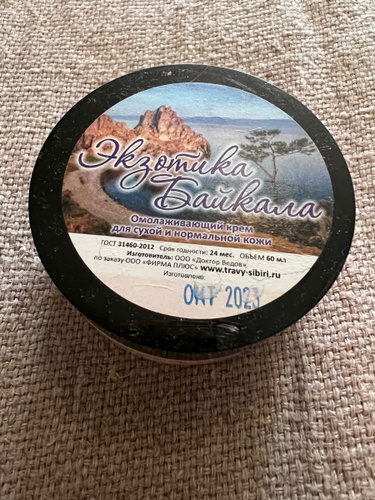 Экзотика
Байкала
Омолаживающий крем
для сухой и нормальной кожи
ГОСТ 31460-2012 Срок годности: 24 мес. ОБЪЕМ 60 мл
Изготовитель: ООО «Доктор Ведов»
по заказу ООО «ФИРМА ПЛЮС» www.travy-sibiri.ru
Изготовлено:
ОКТ 2023